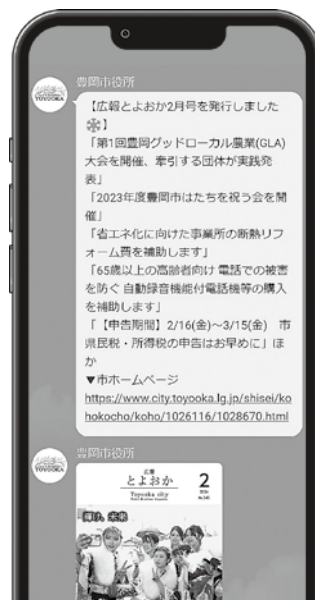 豊岡市役所
TOYOOKA
【広報とよおか2月号を発行しました
❄】
「第1回豊岡グッドローカル農業(GLA)
大会を開催、牽引する団体が実践発
表」
「2023年度豊岡市はたちを祝う会を開
催」
「省エネ化に向けた事業所の断熱リフ
ォーム費を補助します」
「65歳以上の高齢者向け 電話での被害
を防ぐ 自動録音機能付電話機等の購入
を補助します」
「【申告期間】2/16(金)～3/15(金)　市
県民税・所得税の申告はお早めに」ほ
か
▼市ホームページ
https://www.city.toyooka.lg.jp/shisei/ko
hokocho/koho/1026116/1028670.html
豊岡市役所
TOYOOKA
広報
とよおか
Toyooka city
2
2024
輝け、未来